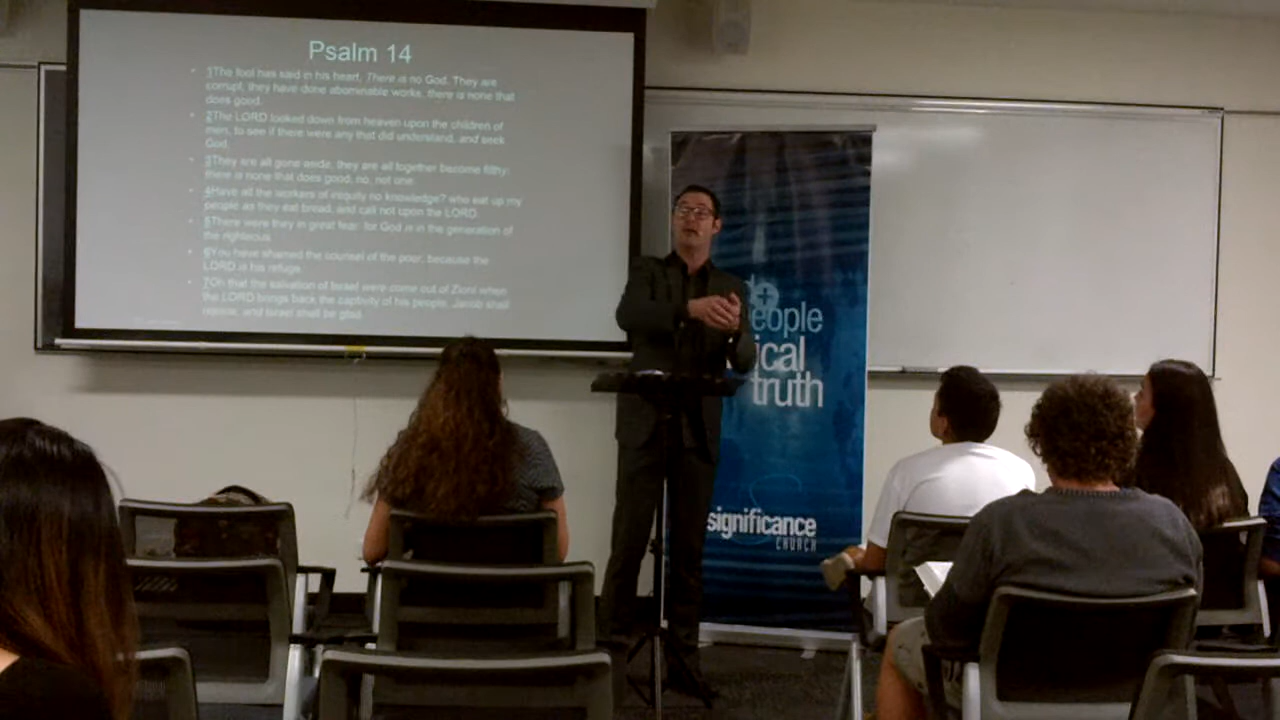 Psalm 14
• 1The fool has said in his heart, There is no God. They are
corrupt, they have done abominable works, there is none that
does good.
• 2The LORD looked down from heaven upon the children of
men, to see if there were any that did understand, and seek
God.
• 3They are all gone aside, they are all together become filthy:
there is none that does good, no, not one.
• 4Have all the workers of iniquity no knowledge? who eat up my
people as they eat bread, and call not upon the LORD.
• 5There were they in great fear: for God is in the generation of
the righteous.
• 6You have shamed the counsel of the poor, because the
LORD is his refuge.
• 7Oh that the salvation of Israel were come out of Zion! when
the LORD brings back the captivity of his people, Jacob shall
rejoice, and Israel shall be glad.
+
eople
ical
truth
significance
CHURCH